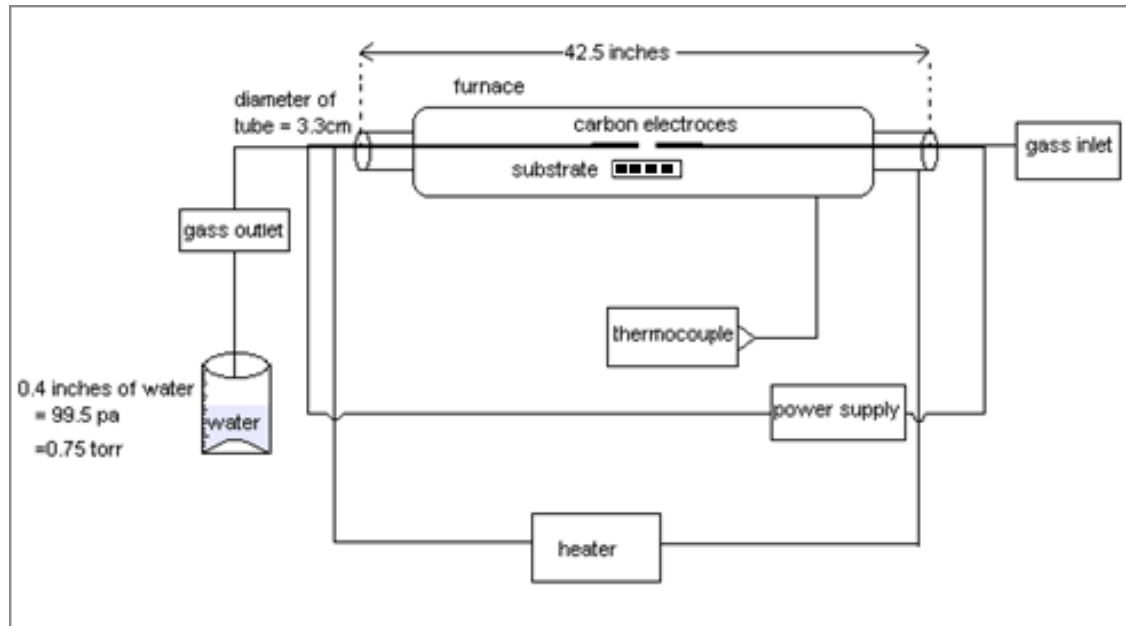 42.5 inches
furnace
diameter of
tube = 3.3cm
carbon electroces
gass inlet
substrate
gass outlet
thermocouple
0.4 inches of water
= 99.5 pa
=0.75 torr
water
power supply
heater